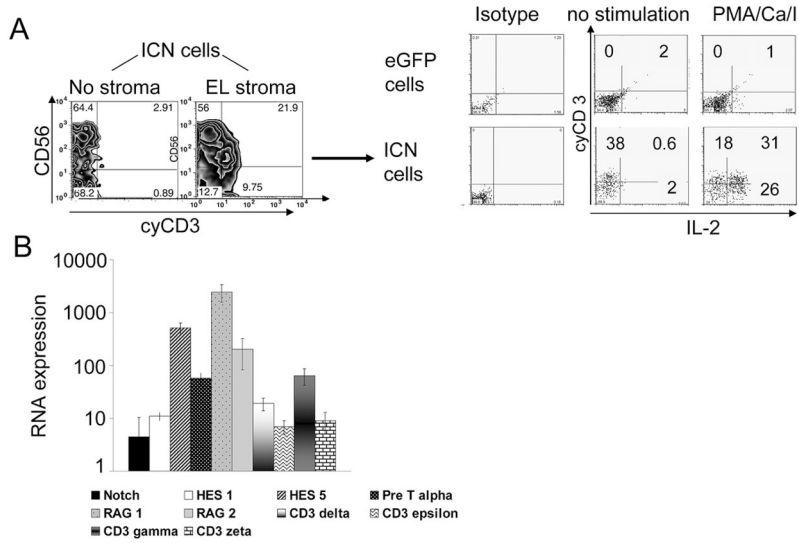 A
ICN cells
No stroma
EL stroma
64.4
2.91
68.2
0.89
56
21.9
12.7
9.75
CD56
CD56
cyCD3
eGFP
cells
ICN
cells
Isotype
no stimulation
PMA/Ca/I
0
2
0
1
38
0.6
2
18
31
26
cyCD 3
IL-2
B
10000
1000
100
10
1
RNA expression
Notch
HES 1
HES 5
Pre T alpha
RAG 1
RAG 2
CD3 delta
CD3 epsilon
CD3 gamma
CD3 zeta